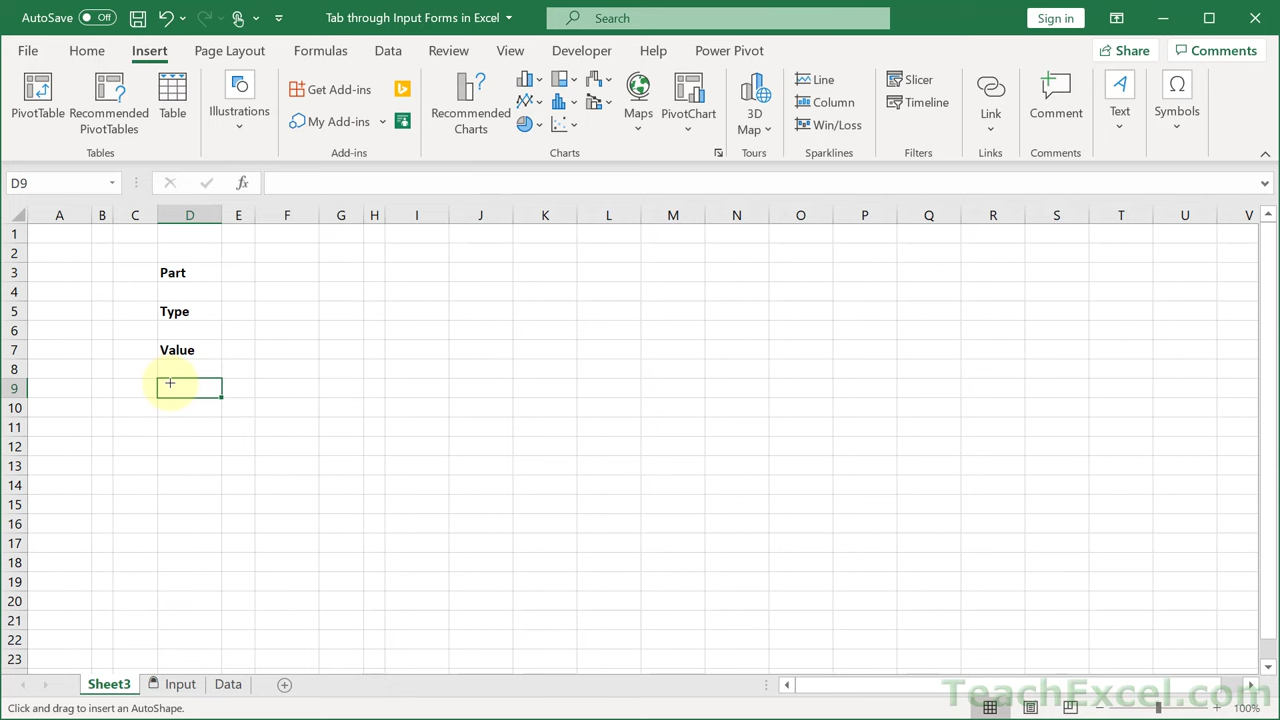 AutoSave Off Tab through Input Forms in Excel Search Sign in
File Home Insert Page Layout Formulas Data Review View Developer Help Power Pivot Share Comments
PivotTable
Recommended
PivotTables
Table
Tables
Illustrations
Get Add-ins
My Add-ins
Add-ins
Recommended
Charts
Maps
PivotChart
Charts
3D
Map
Tours
Line
Column
Win/Loss
Sparklines
Slicer
Timeline
Filters
Link
Links
Comment
Comments
Text
Symbols
D9 fx
A B C D E F G H I J K L M N O P Q R S T U V
1
2
3 Part
4
5 Type
6
7 Value
8
9
10
11
12
13
14
15
16
17
18
19
20
21
22
23
Sheet3 Input Data
Click and drag to insert an AutoShape. 100%
TeachExcel.com